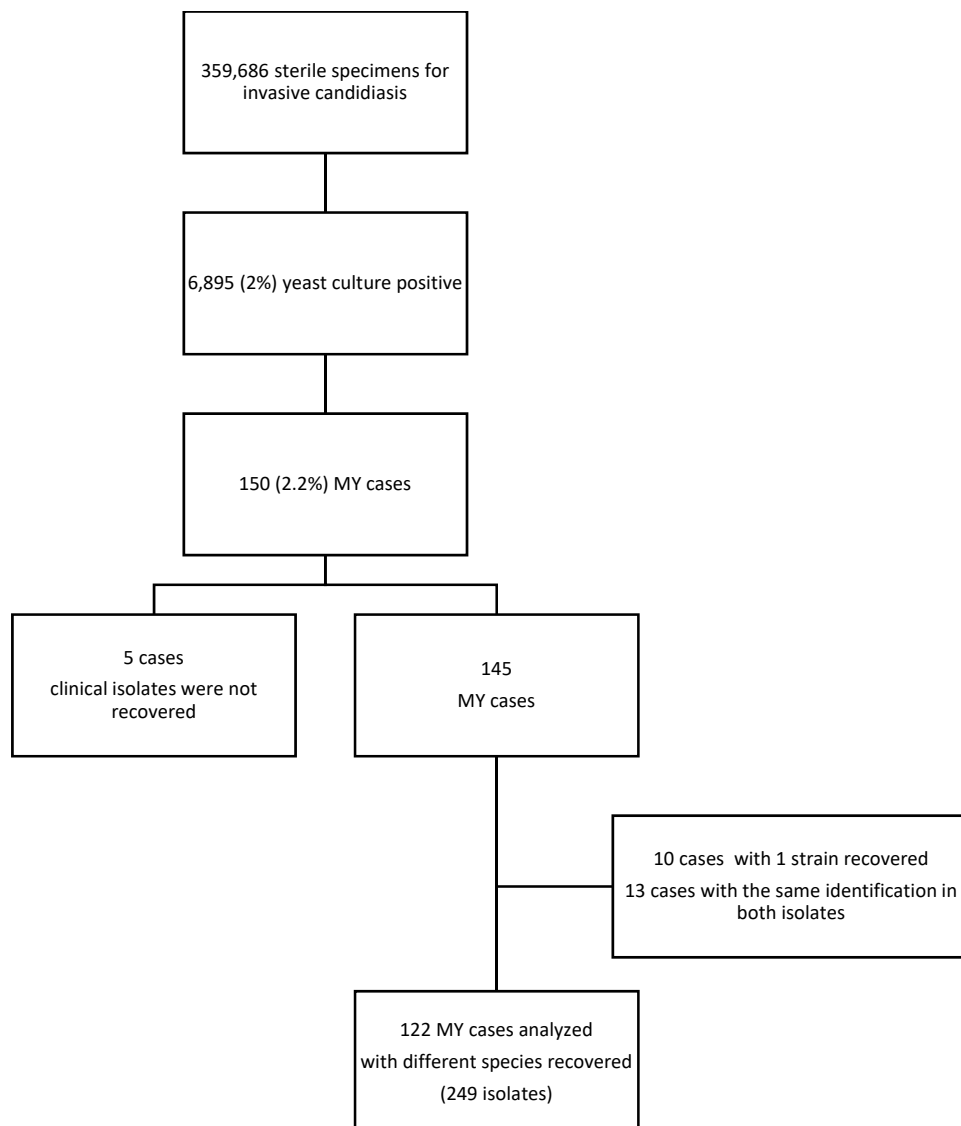 359,686 sterile specimens for
invasive candidiasis
6,895 (2%) yeast culture positive
150 (2.2%) MY cases
5 cases
clinical isolates were not
recovered
145
MY cases
10 cases  with 1 strain recovered
13 cases with the same identification in
both isolates
122 MY cases analyzed
with different species recovered
(249 isolates)